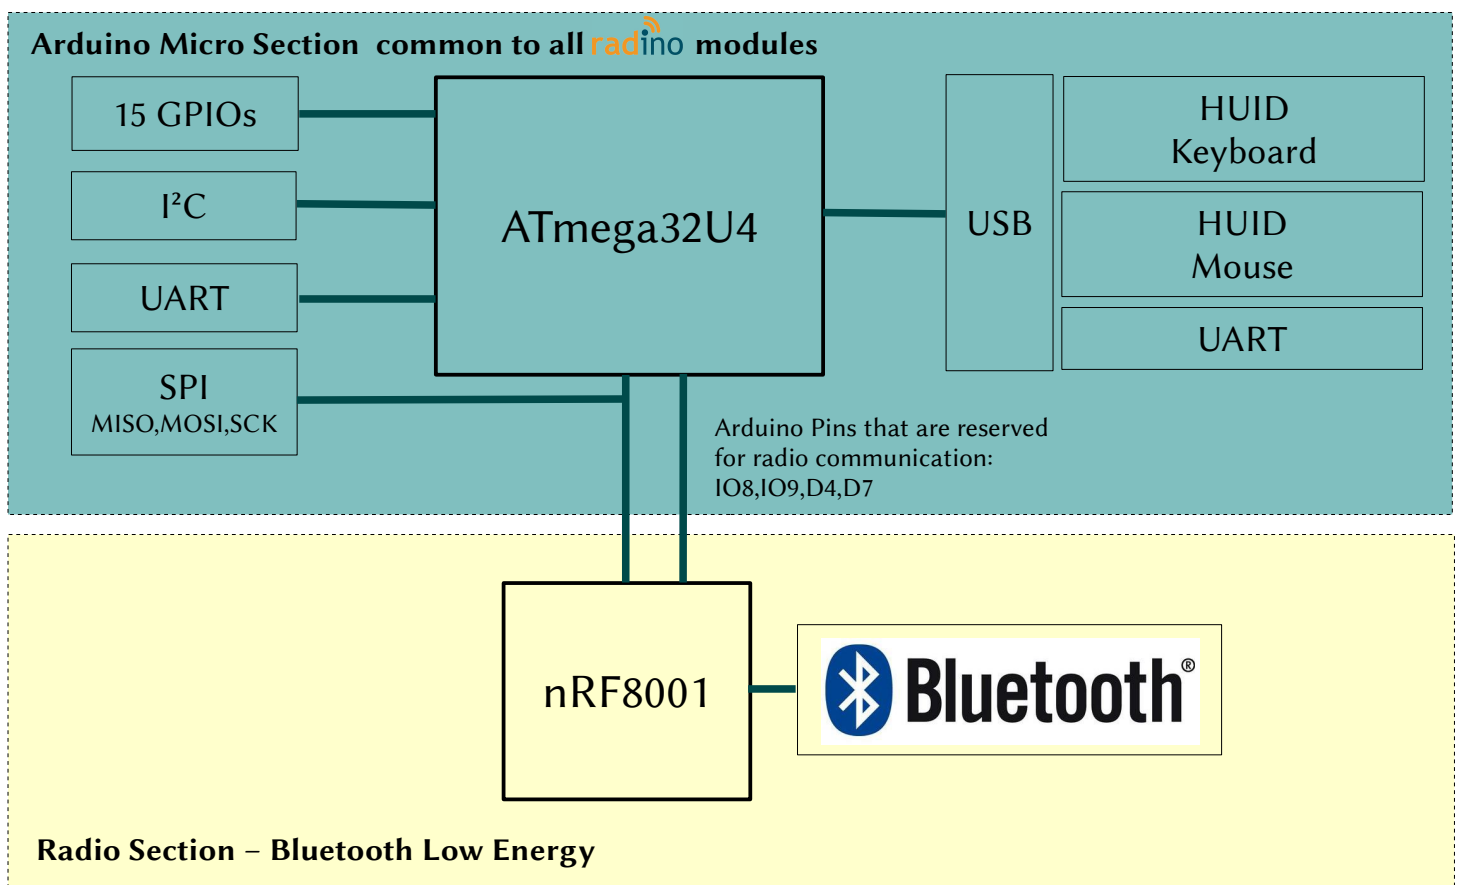 Arduino Micro Section common to all radino modules
15 GPIOs
I²C
UART
SPI
MISO,MOSI,SCK
ATmega32U4
USB
HUID
Keyboard
HUID
Mouse
UART
Arduino Pins that are reserved
for radio communication:
IO8,IO9,D4,D7
nRF8001
Bluetooth®
Radio Section – Bluetooth Low Energy